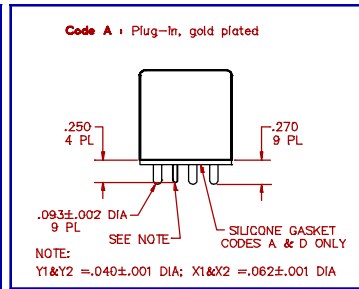 Code A : Plug-in, gold plated
.250
4 PL
.270
9 PL
.093±.002 DIA
9 PL
SEE NOTE
SILICONE GASKET
CODES A & D ONLY
NOTE:
Y1&Y2 =.040±.001 DIA; X1&X2 =.062±.001 DIA